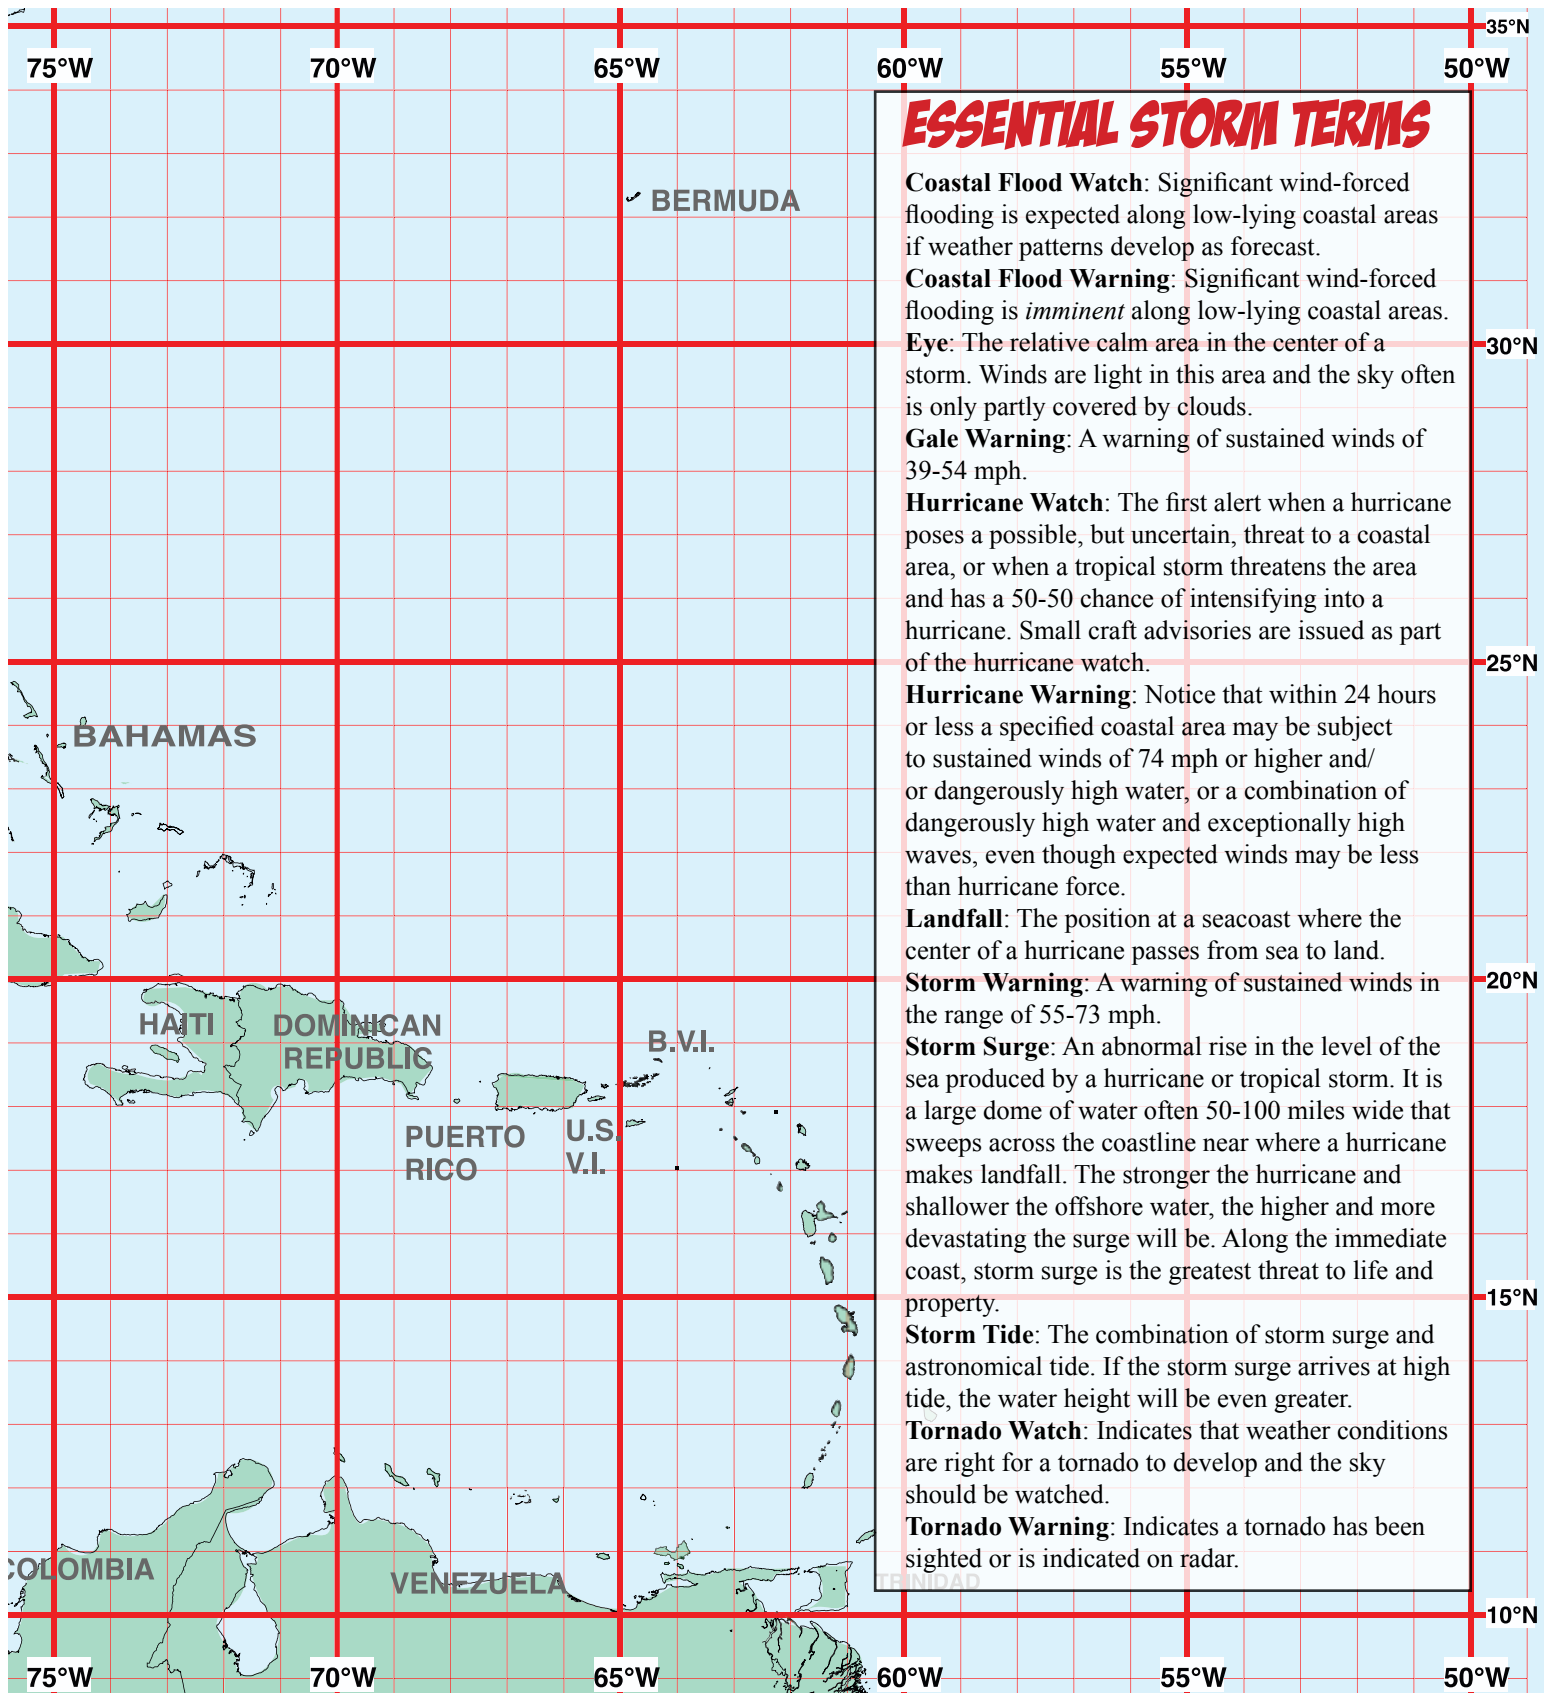 35°N
75°W 70°W 65°W 60°W 55°W 50°W
ESSENTIAL STORM TERMS
BERMUDA
Coastal Flood Watch: Significant wind-forced
flooding is expected along low-lying coastal areas
if weather patterns develop as forecast.
Coastal Flood Warning: Significant wind-forced
flooding is imminent along low-lying coastal areas.
Eye: The relative calm area in the center of a
30°N
storm. Winds are light in this area and the sky often
is only partly covered by clouds.
Gale Warning: A warning of sustained winds of
39-54 mph.
Hurricane Watch: The first alert when a hurricane
poses a possible, but uncertain, threat to a coastal
area, or when a tropical storm threatens the area
and has a 50-50 chance of intensifying into a
hurricane. Small craft advisories are issued as part
of the hurricane watch.
25°N
Hurricane Warning: Notice that within 24 hours
or less a specified coastal area may be subject
BAHAMAS
to sustained winds of 74 mph or higher and/
or dangerously high water, or a combination of
dangerously high water and exceptionally high
waves, even though expected winds may be less
than hurricane force.
Landfall: The position at a seacoast where the
center of a hurricane passes from sea to land.
20°N
Storm Warning: A warning of sustained winds in
the range of 55-73 mph.
HAITI
DOMINICAN
REPUBLIC
B.V.I.
Storm Surge: An abnormal rise in the level of the
sea produced by a hurricane or tropical storm. It is
a large dome of water often 50-100 miles wide that
sweeps across the coastline near where a hurricane
makes landfall. The stronger the hurricane and
shallower the offshore water, the higher and more
devastating the surge will be. Along the immediate
coast, storm surge is the greatest threat to life and
property.
PUERTO
RICO
U.S.
V.I.
15°N
Storm Tide: The combination of storm surge and
astronomical tide. If the storm surge arrives at high
tide, the water height will be even greater.
Tornado Watch: Indicates that weather conditions
are right for a tornado to develop and the sky
should be watched.
Tornado Warning: Indicates a tornado has been
sighted or is indicated on radar.
COLOMBIA
VENEZUELA
TRINIDAD
10°N
75°W 70°W 65°W 60°W 55°W 50°W